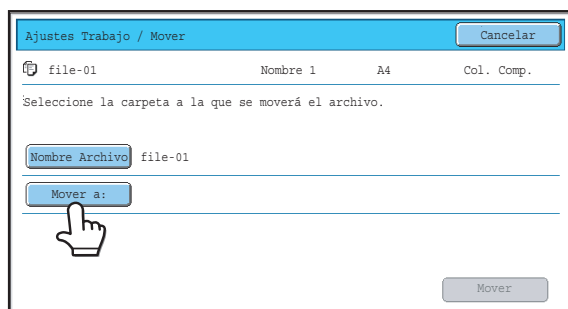 Ajustes Trabajo / Mover Cancelar
file-01 Nombre 1 A4 Col. Comp.
Seleccione la carpeta a la que se moverá el archivo.
Nombre Archivo file-01
Mover a:
Mover